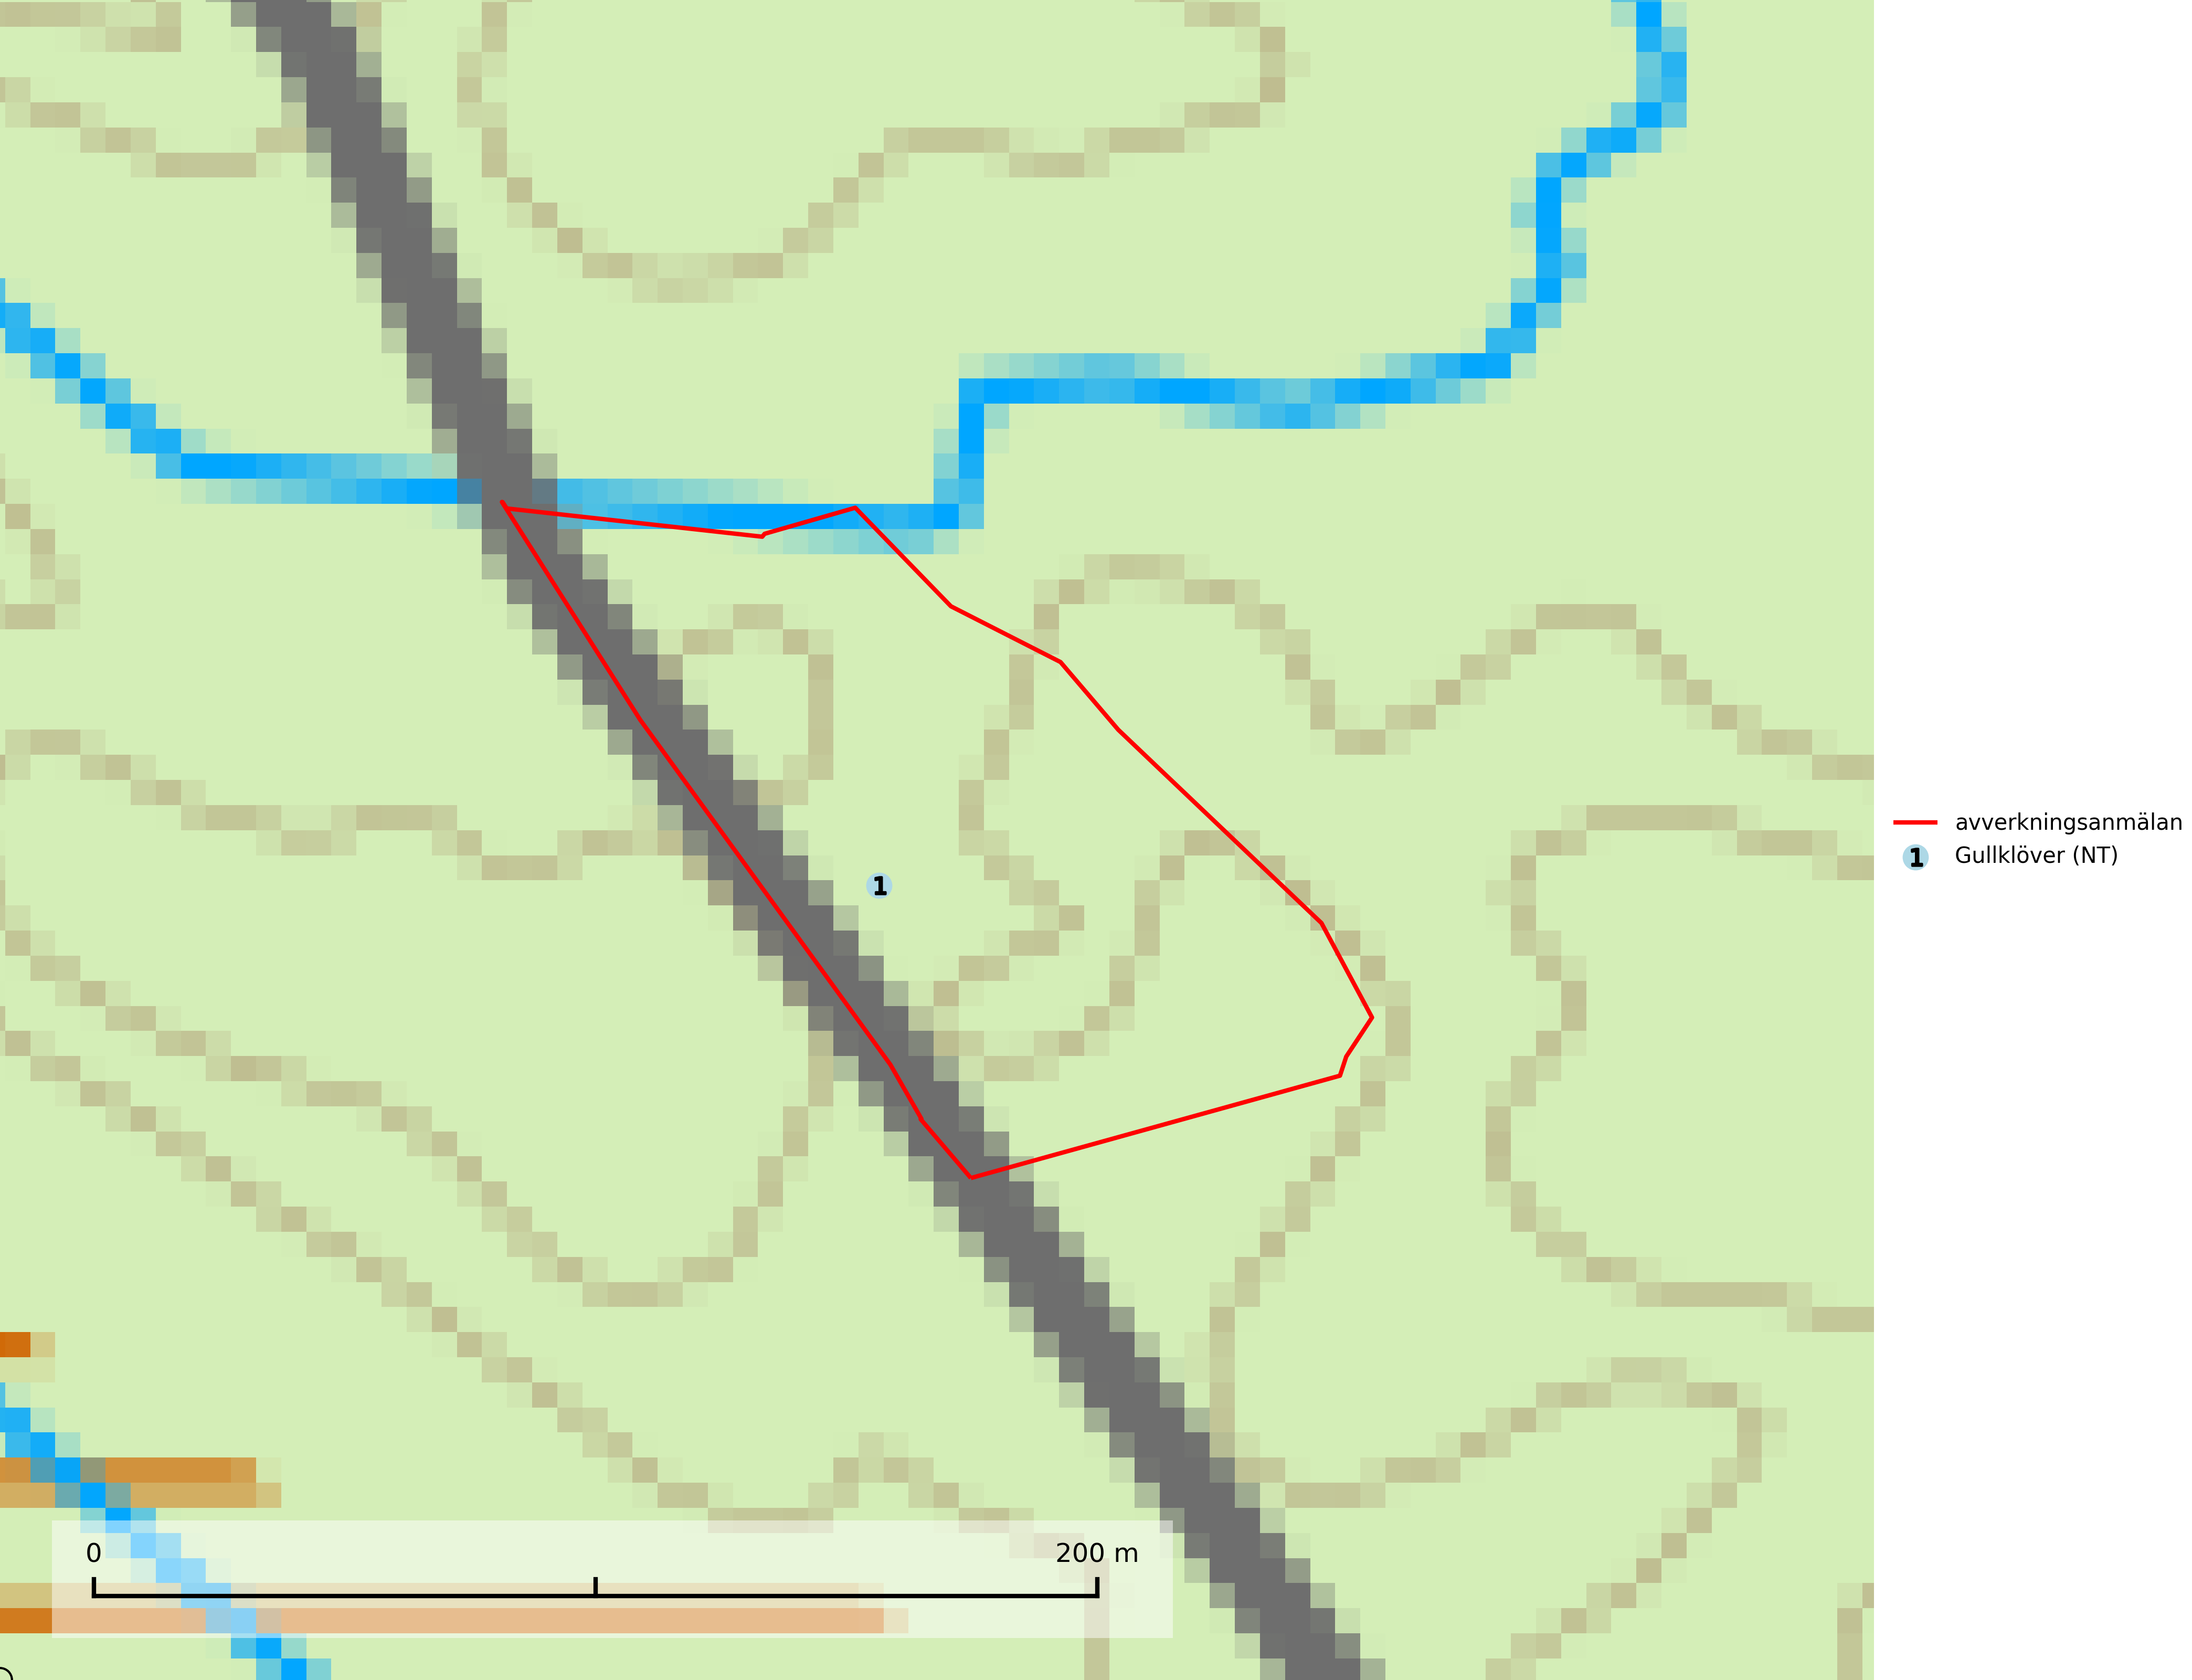 avverkningsanmälan
1 Gullklöver (NT)
1
0 200 m